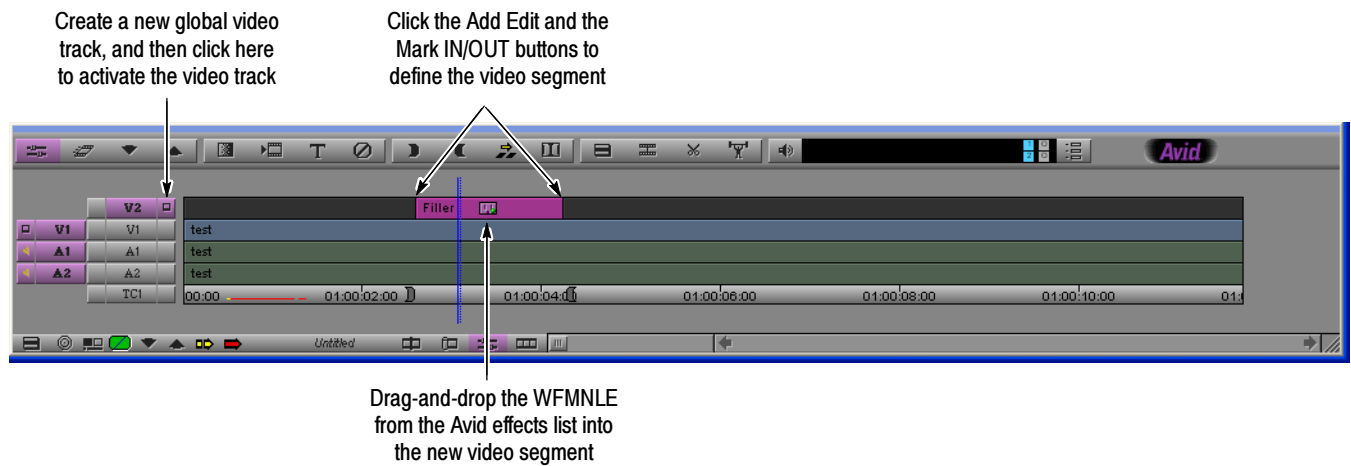 Create a new global video
track, and then click here
to activate the video track
Click the Add Edit and the
Mark IN/OUT buttons to
define the video segment
T
1
2
Avid
V2
Filler
V1
V1
test
A1
A1
test
A2
A2
test
TC1
00:00
01:00:02:00
01:00:04:0
01:00:06:00
01:00:08:00
01:00:10:00
01:
Untitled
Drag-and-drop the WFMNLE
from the Avid effects list into
the new video segment